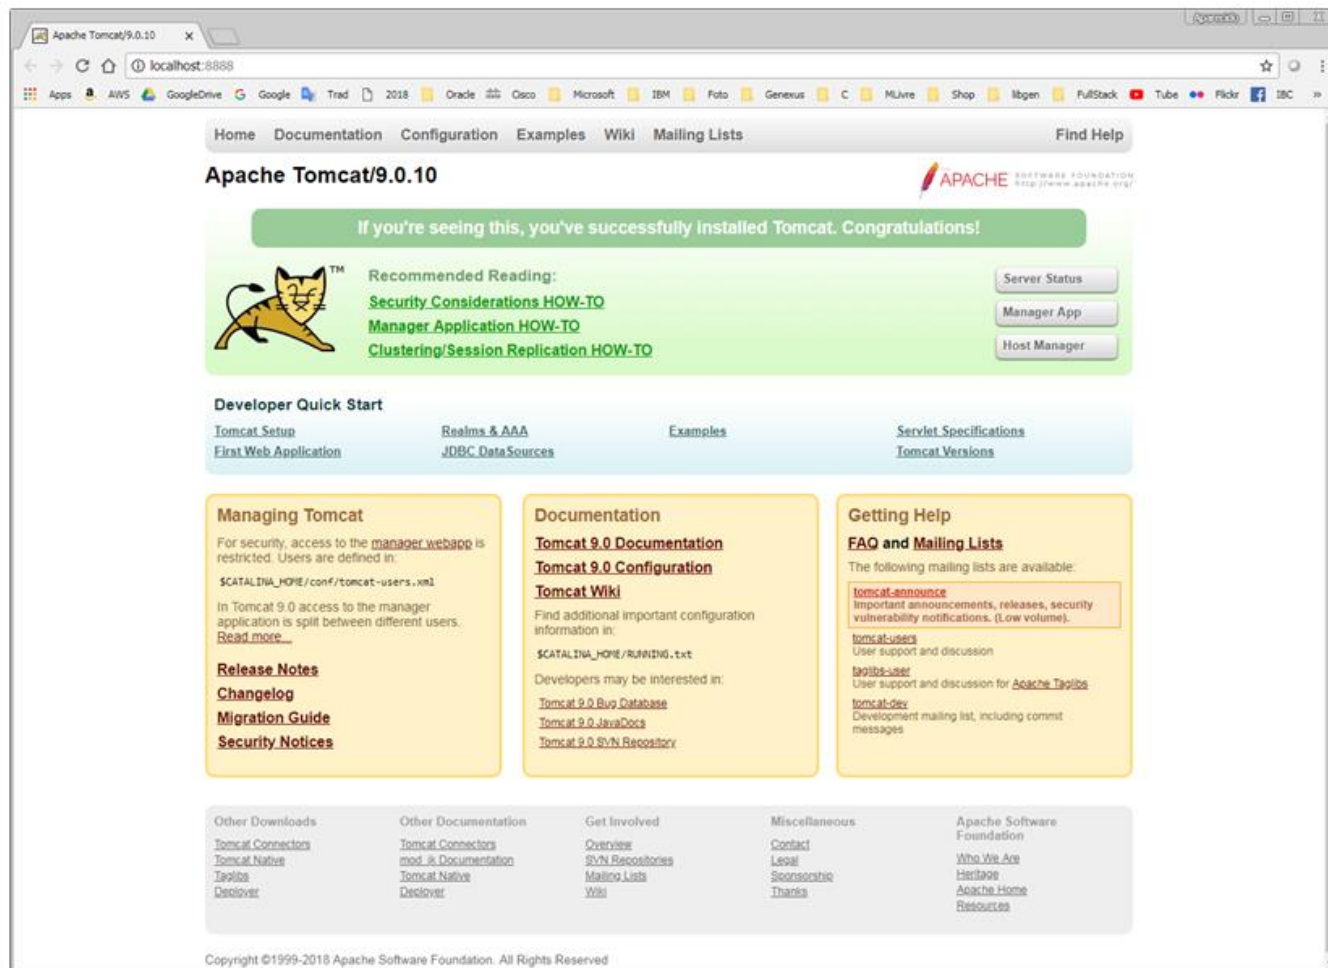 Aparecido
Apache Tomcat/9.0.10
localhost:8888
Apps AWS GoogleDrive Google Trad 2018 Oracle Cisco Microsoft IBM Foto Genexus C MLivre Shop libgen FullStack Tube Flickr IBC
Home Documentation Configuration Examples Wiki Mailing Lists Find Help
Apache Tomcat/9.0.10
APACHE SOFTWARE FOUNDATION
http://www.apache.org/
If you're seeing this, you've successfully installed Tomcat. Congratulations!
TM
Recommended Reading:
Security Considerations HOW-TO
Manager Application HOW-TO
Clustering/Session Replication HOW-TO
Server Status
Manager App
Host Manager
Developer Quick Start
Tomcat Setup
First Web Application
Realms & AAA
JDBC DataSources
Examples
Servlet Specifications
Tomcat Versions
Managing Tomcat
For security, access to the manager webapp is
restricted. Users are defined in:
$CATALINA_HOME/conf/tomcat-users.xml
In Tomcat 9.0 access to the manager
application is split between different users.
Read more...
Release Notes
Changelog
Migration Guide
Security Notices
Documentation
Tomcat 9.0 Documentation
Tomcat 9.0 Configuration
Tomcat Wiki
Find additional important configuration
information in:
$CATALINA_HOME/RUNNING.txt
Developers may be interested in:
Tomcat 9.0 Bug Database
Tomcat 9.0 JavaDocs
Tomcat 9.0 SVN Repository
Getting Help
FAQ and Mailing Lists
The following mailing lists are available:
tomcat-announce
Important announcements, releases, security
vulnerability notifications. (Low volume).
tomcat-users
User support and discussion
taglibs-user
User support and discussion for Apache Taglibs
tomcat-dev
Development mailing list, including commit
messages
Other Downloads
Tomcat Connectors
Tomcat Native
Taglibs
Deployer
Other Documentation
Tomcat Connectors
mod_jk Documentation
Tomcat Native
Deployer
Get Involved
Overview
SVN Repositories
Mailing Lists
Wiki
Miscellaneous
Contact
Legal
Sponsorship
Thanks
Apache Software
Foundation
Who We Are
Heritage
Apache Home
Resources
Copyright ©1999-2018 Apache Software Foundation. All Rights Reserved